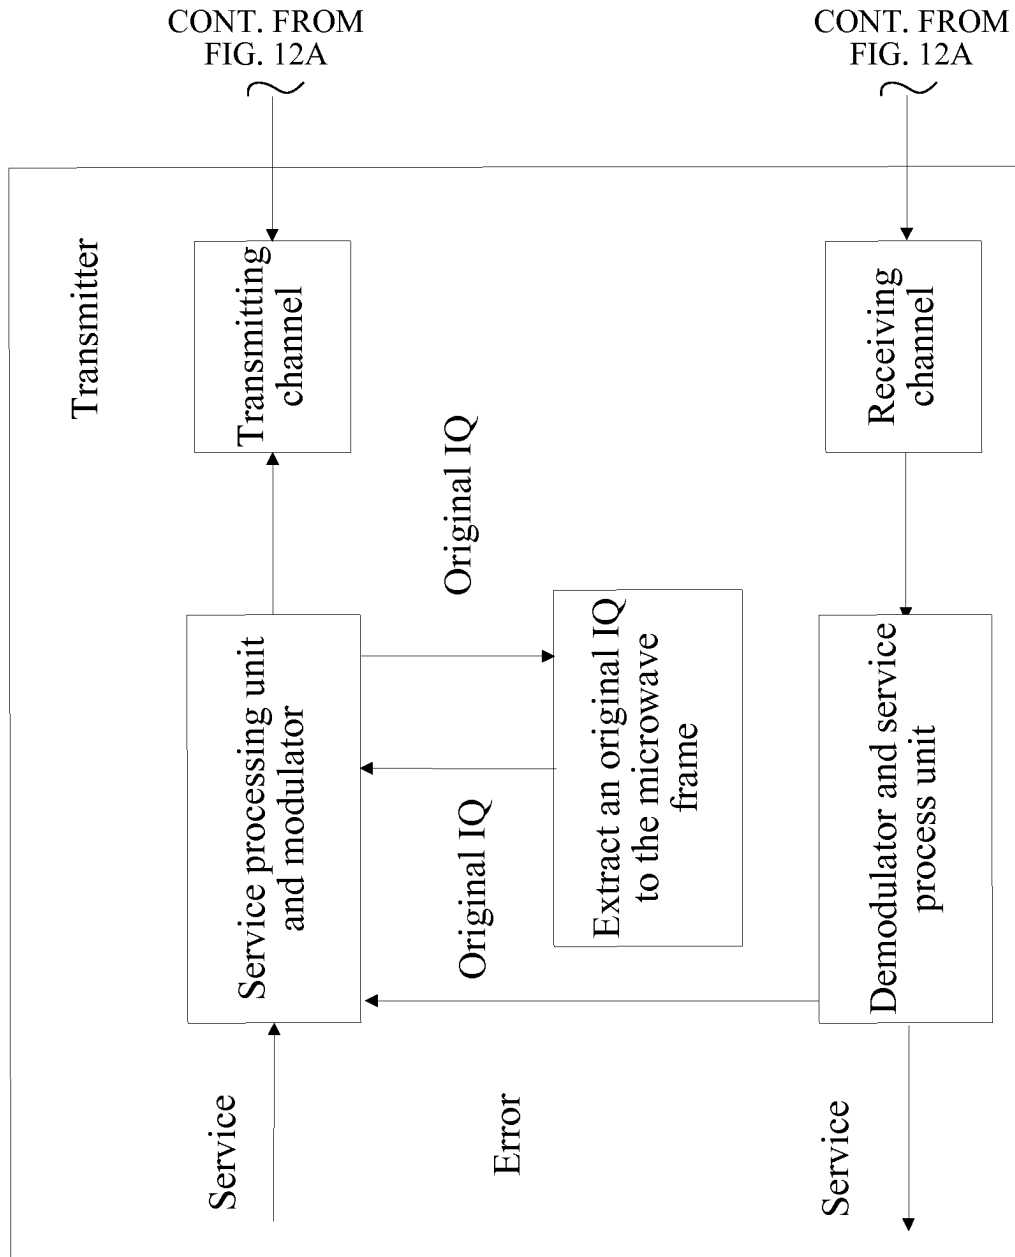 CONT. FROM
FIG. 12A
CONT. FROM
FIG. 12A
Transmitter
Transmitting
channel
Receiving
channel
Original IQ
Service processing unit
and modulator
Extract an original IQ
to the microwave
frame
Demodulator and service
process unit
Original IQ
Service
Error
Service